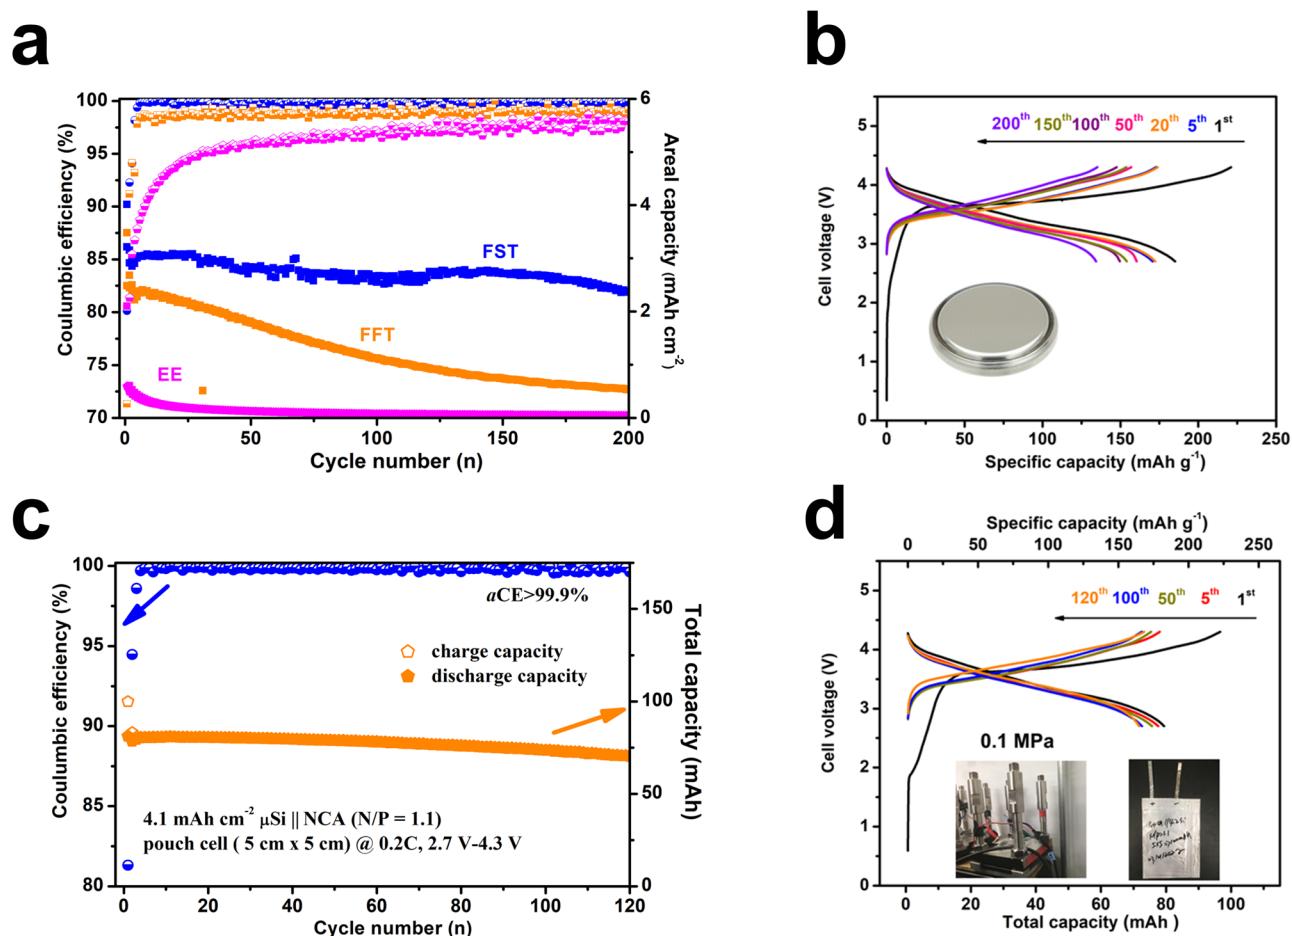 a
Coulumbic efficiency (%)
100
95
90
85
80
75
70
FST
FFT
EE
0 50 100 150 200
Cycle number (n)
6
4
2
0
Areal capacity (mAh cm-2)
b
Cell voltage (V)
5
4
3
2
1
0
200th 150th 100th 50th 20th 5th 1st
0 50 100 150 200 250
Specific capacity (mAh g-1)
c
Coulumbic efficiency (%)
100
95
90
85
80
aCE>99.9%
charge capacity
discharge capacity
4.1 mAh cm-2 μSi || NCA (N/P = 1.1)
pouch cell ( 5 cm x 5 cm) @ 0.2C, 2.7 V-4.3 V
0 20 40 60 80 100 120
Cycle number (n)
150
100
50
0
Total capacity (mAh)
d
Specific capacity (mAh g-1)
0 50 100 150 200 250
Cell voltage (V)
5
4
3
2
1
0
120th 100th 50th 5th 1st
0.1 MPa
0 20 40 60 80 100
Total capacity (mAh )